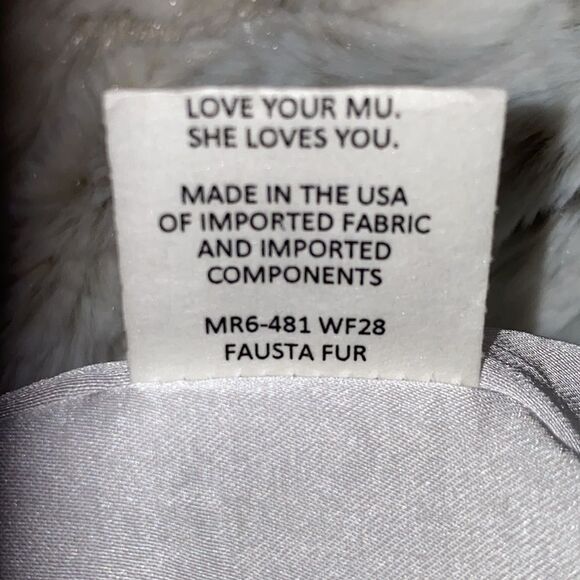 LOVE YOUR MU.
SHE LOVES YOU.
MADE IN THE USA
OF IMPORTED FABRIC
AND IMPORTED
COMPONENTS
MR6-481 WF28
FAUSTA FUR